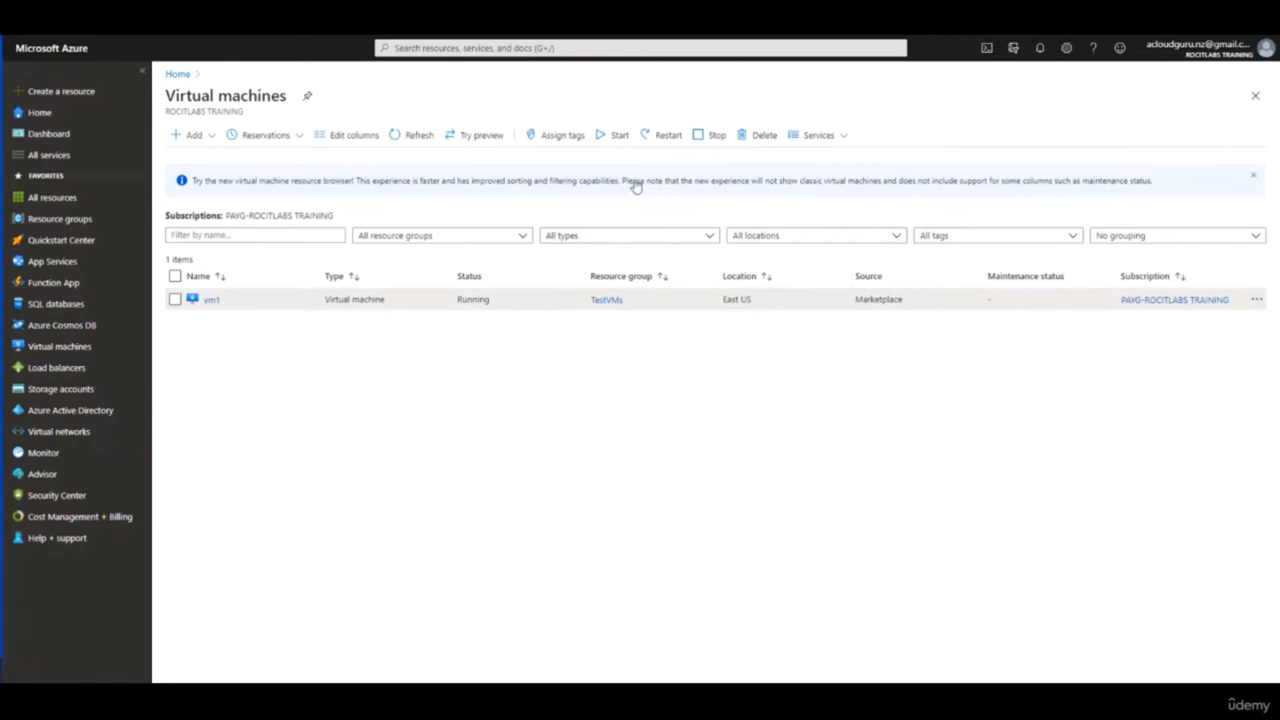 Microsoft Azure
Search resources, services, and docs (G+/)
acloudguru.nz@gmail.c...
ROCITLABS TRAINING
«
Create a resource
Home
Dashboard
All services
FAVORITES
All resources
Resource groups
Quickstart Center
App Services
Function App
SQL databases
Azure Cosmos DB
Virtual machines
Load balancers
Storage accounts
Azure Active Directory
Virtual networks
Monitor
Advisor
Security Center
Cost Management + Billing
Help + support
Home >
Virtual machines
ROCITLABS TRAINING
Add Reservations Edit columns Refresh Try preview Assign tags Start Restart Stop Delete Services
Try the new virtual machine resource browser! This experience is faster and has improved sorting and filtering capabilities. Please note that the new experience will not show classic virtual machines and does not include support for some columns such as maintenance status.
Subscriptions: PAYG-ROCITLABS TRAINING
Filter by name... All resource groups All types All locations All tags No grouping
1 items
Name Type Status Resource group Location Source Maintenance status Subscription
vm1 Virtual machine Running TestVMs East US Marketplace - PAYG-ROCITLABS TRAINING ...
ûdemy